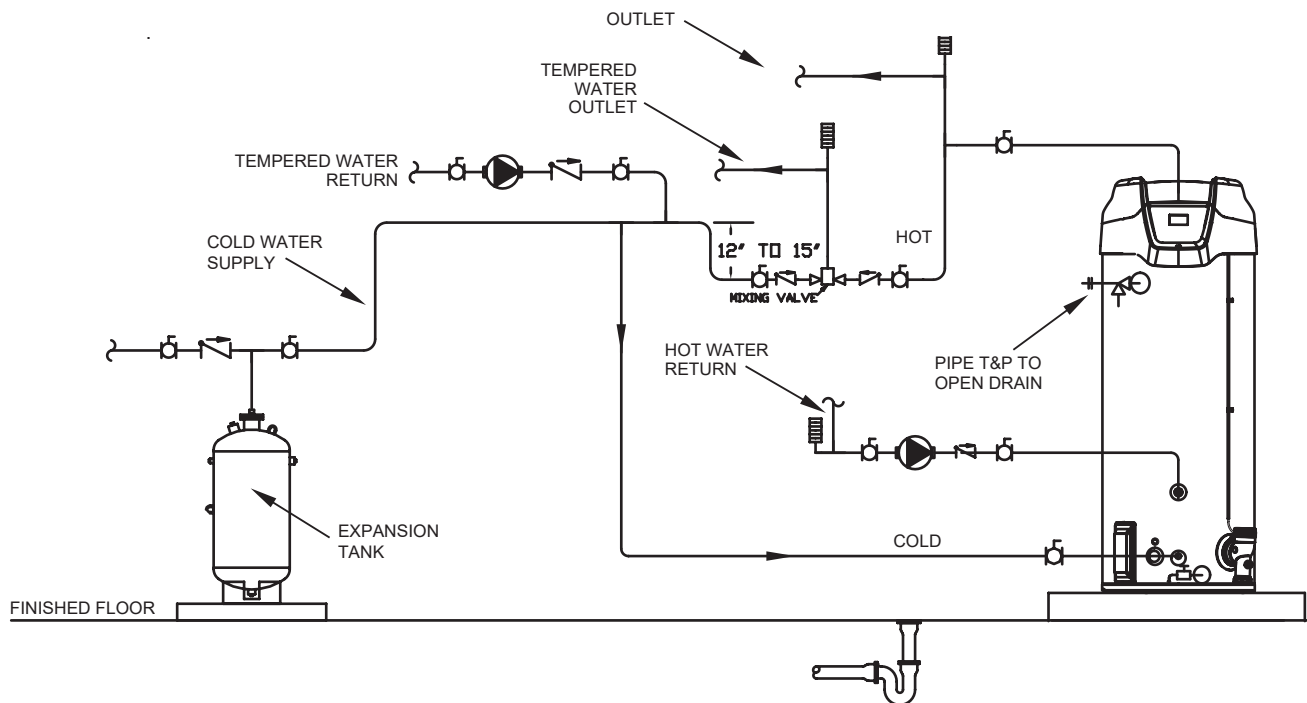 OUTLET
TEMPERED
WATER
OUTLET
TEMPERED WATER
RETURN
COLD WATER
SUPPLY
12" TO 15"
HOT
MIXING VALVE
HOT WATER
RETURN
PIPE T&P TO
OPEN DRAIN
EXPANSION
TANK
COLD
FINISHED FLOOR